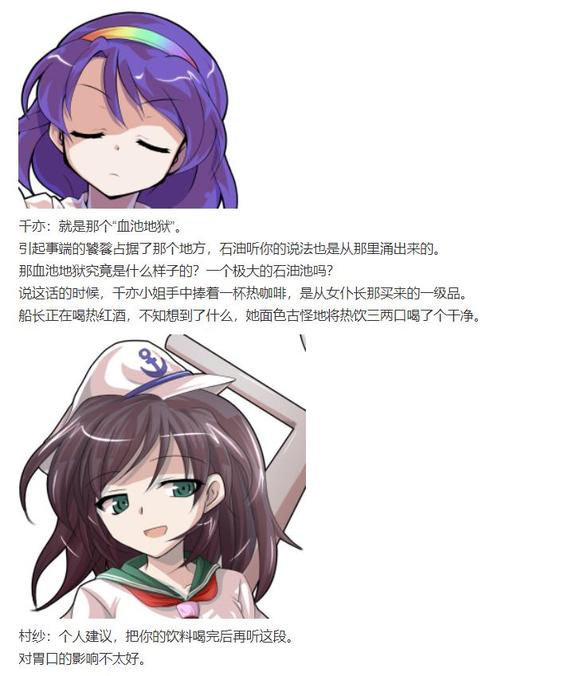 千亦：就是那个“血池地狱”。
引起事端的饕餮占据了那个地方，石油听你的说法也是从那里涌出来的。
那血池地狱究竟是什么样子的？一个极大的石油池吗？
说这话的时候，千亦小姐手中捧着一杯热咖啡，是从女仆长那买来的一级品。
船长正在喝热红酒，不知想到了什么，她面色古怪地将热饮三两口喝了个干净。
村纱：个人建议，把你的饮料喝完后再听这段。
对胃口的影响不太好。